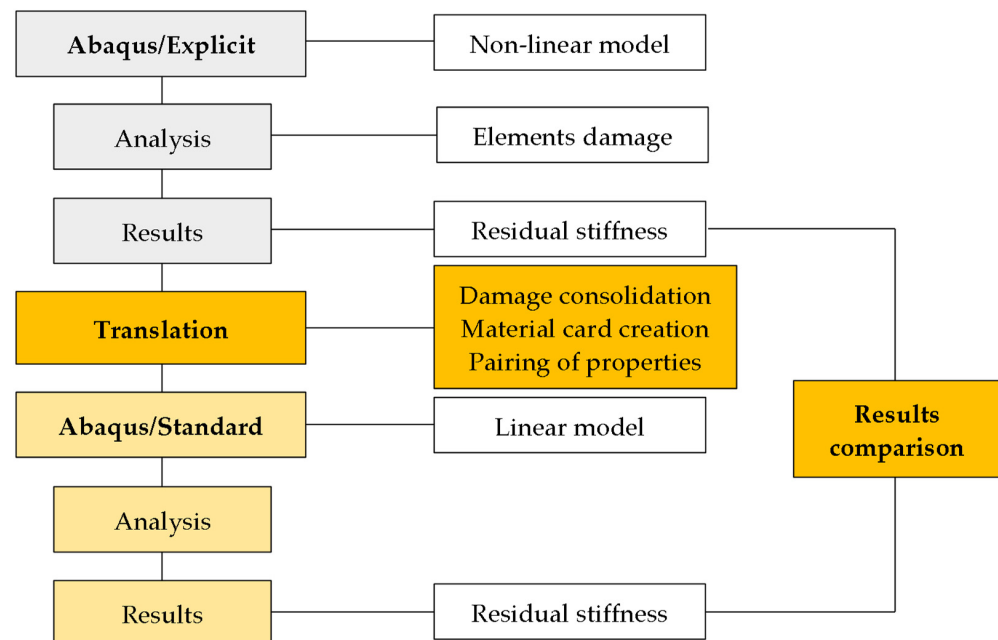 Abaqus/Explicit
Non-linear model
Analysis
Elements damage
Results
Residual stiffness
Translation
Damage consolidation
Material card creation
Pairing of properties
Abaqus/Standard
Linear model
Results
comparison
Analysis
Results
Residual stiffness